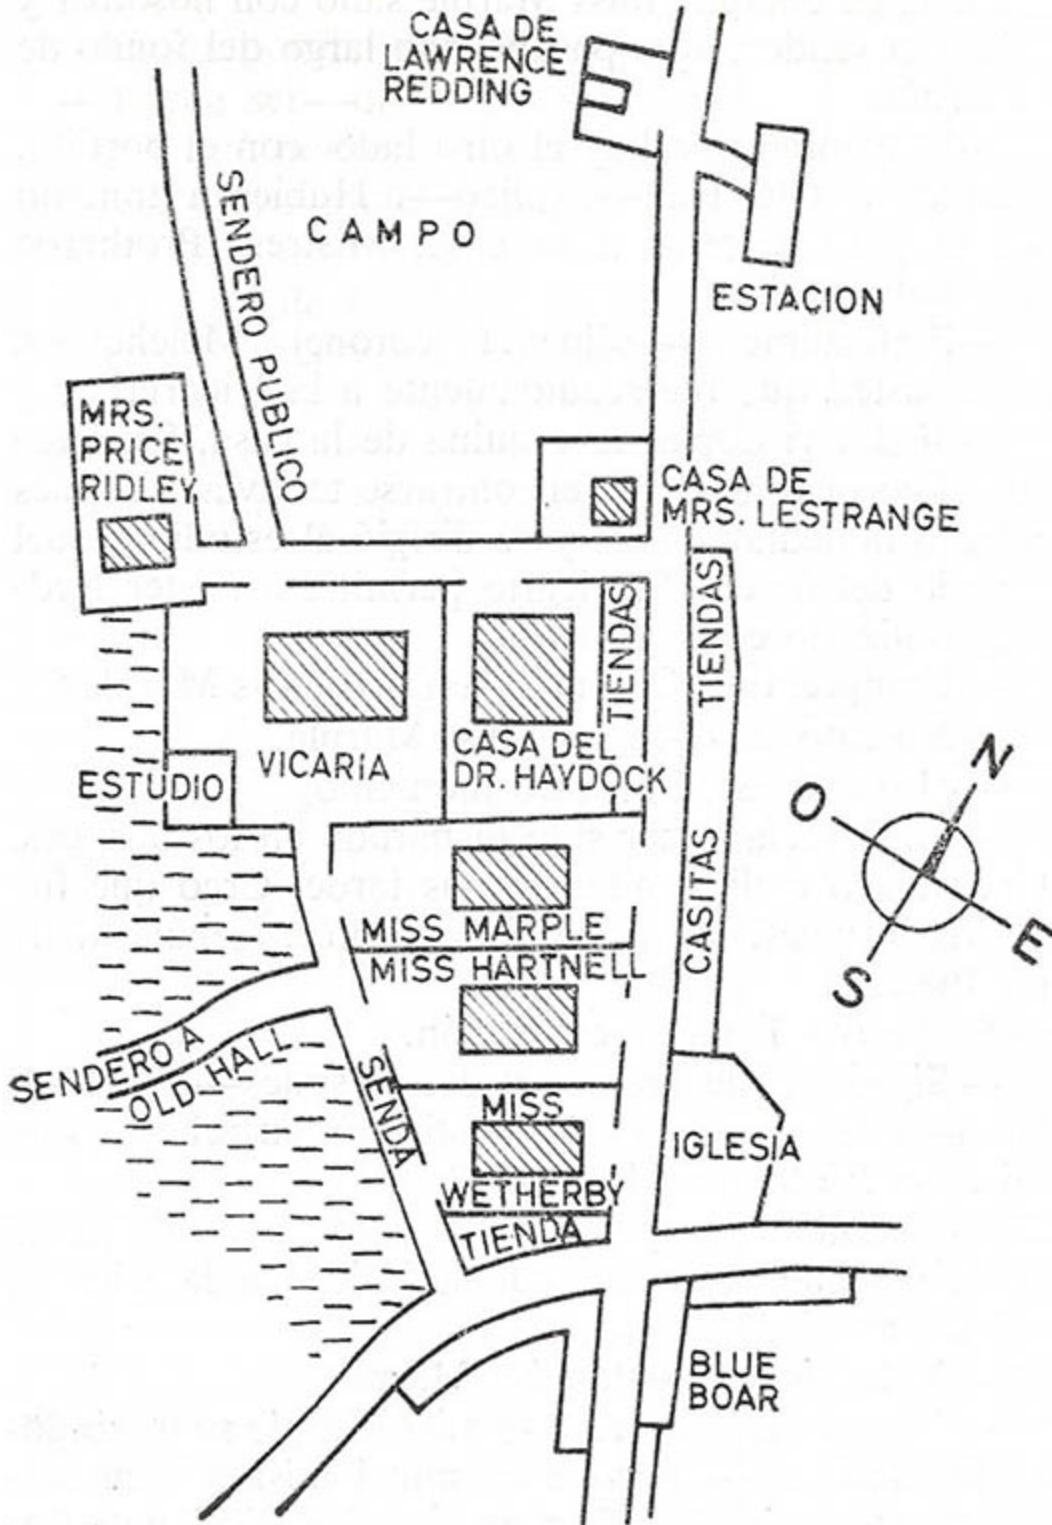 CASA DE
LAWRENCE
REDDING
SENDERO PUBLICO
CAMPO
ESTACION
MRS.
PRICE
RIDLEY
CASA DE
MRS. LESTRANGE
TIENDAS
TIENDAS
ESTUDIO
VICARIA
CASA DEL
DR. HAYDOCK
CASITAS
N
O
E
S
MISS MARPLE
MISS HARTNELL
SENDERO A
OLD HALL
SENDA
MISS
WETHERBY
TIENDA
IGLESIA
BLUE
BOAR